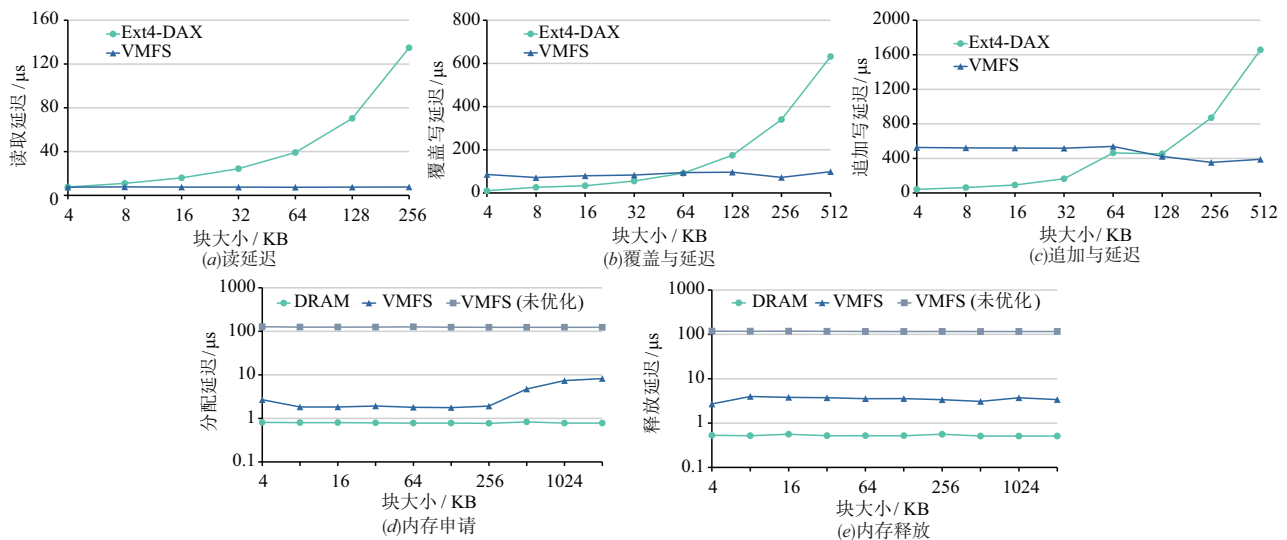 160
120
80
40
0
读取延迟/μs
Ext4-DAX
VMFS
4 8 16 32 64 128 256
块大小 / KB
(a)读延迟
800
600
400
200
0
覆盖写延迟/μs
Ext4-DAX
VMFS
4 8 16 32 64 128 256 512
块大小 / KB
(b)覆盖与延迟
2000
1600
1200
800
400
0
追加写延迟/μs
Ext4-DAX
VMFS
4 8 16 32 64 128 256 512
块大小 / KB
(c)追加与延迟
1000
100
10
1
0.1
分配延迟/μs
DRAM VMFS VMFS (未优化)
4 16 64 256 1024
块大小 / KB
(d)内存申请
1000
100
10
1
0.1
释放延迟/μs
DRAM VMFS VMFS (未优化)
4 16 64 256 1024
块大小 / KB
(e)内存释放